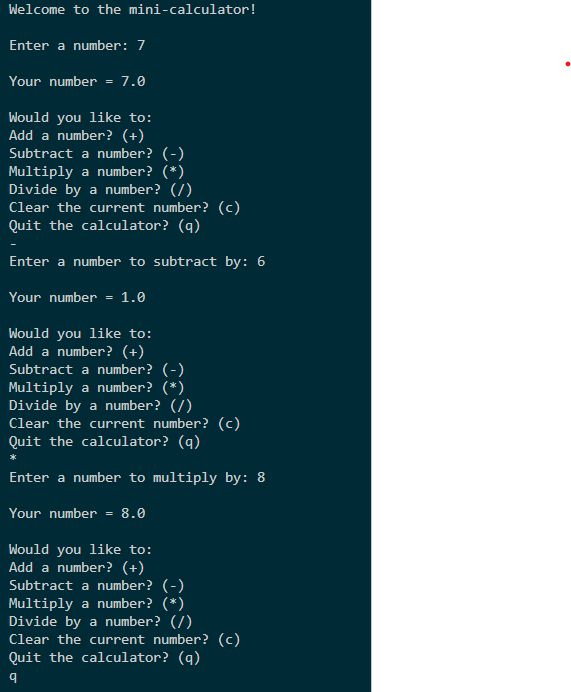 Welcome to the mini-calculator!
Enter a number: 7
Your number = 7.0
Would you like to:
Add a number? (+)
Subtract a number? (-)
Multiply a number? (*)
Divide by a number? (/)
Clear the current number? (c)
Quit the calculator? (q)
-
Enter a number to subtract by: 6
Your number = 1.0
Would you like to:
Add a number? (+)
Subtract a number? (-)
Multiply a number? (*)
Divide by a number? (/)
Clear the current number? (c)
Quit the calculator? (q)
*
Enter a number to multiply by: 8
Your number = 8.0
Would you like to:
Add a number? (+)
Subtract a number? (-)
Multiply a number? (*)
Divide by a number? (/)
Clear the current number? (c)
Quit the calculator? (q)
q